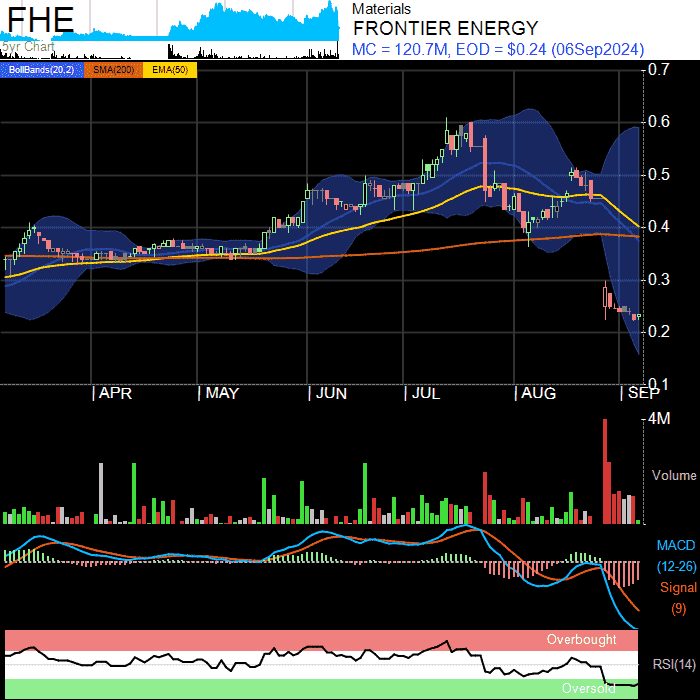 FHE
5yr Chart
Materials
FRONTIER ENERGY
MC = 120.7M, EOD = $0.24 (06Sep2024)
BollBands(20,2) SMA(200) EMA(50)
0.7
0.6
0.5
0.4
0.3
0.2
0.1
APR MAY JUN JUL AUG SEP
4M
Volume
MACD
(12-26)
Signal
(9)
Overbought
RSI(14)
Oversold